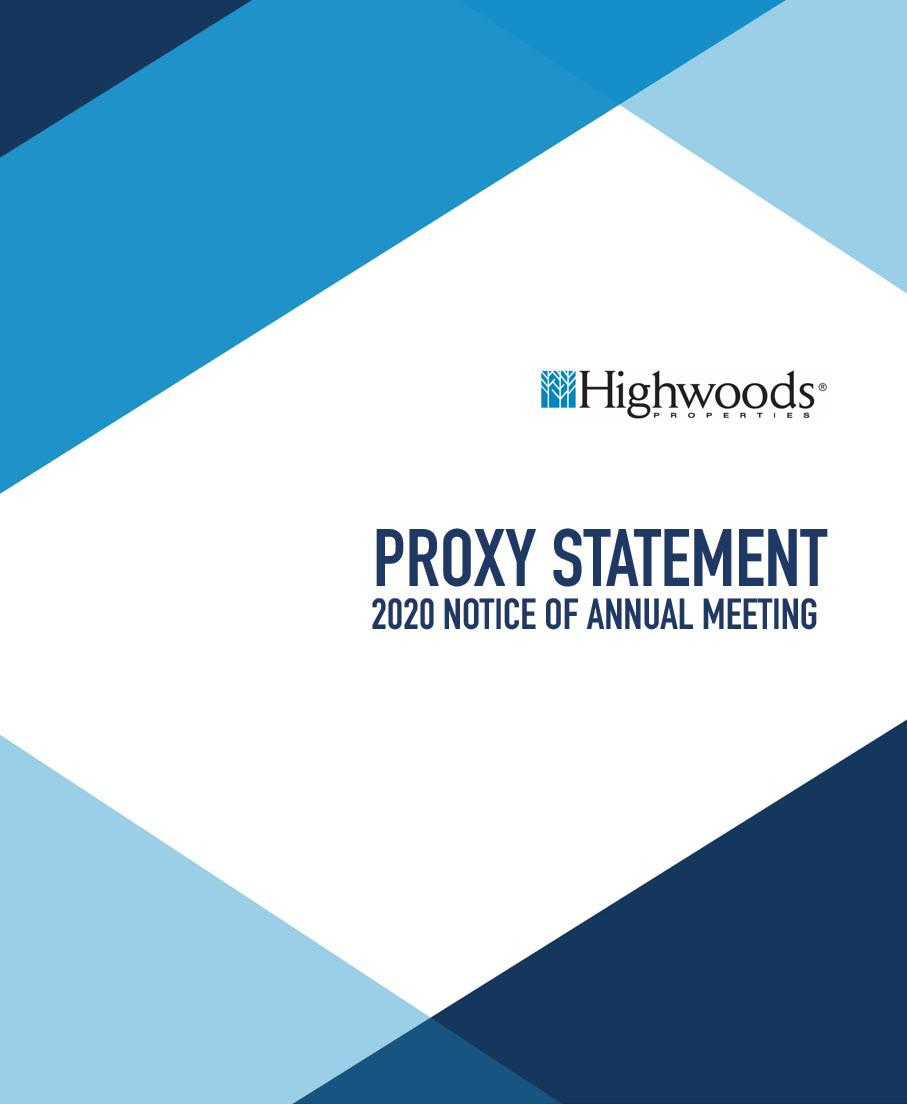 Highwoods®
PROPERTIES
PROXY STATEMENT
2020 NOTICE OF ANNUAL MEETING